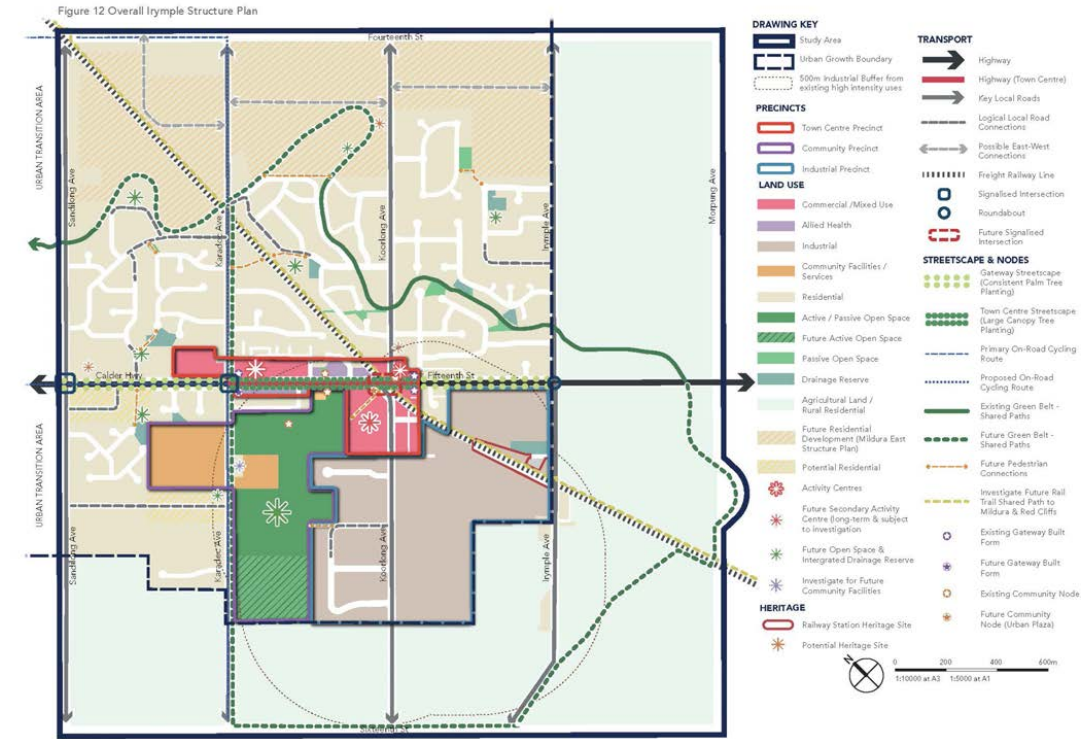 Figure 12 Overall Irymple Structure Plan
Fourteenth St
URBAN TRANSITION AREA
Sandilong Ave
Karadoc Ave
Koorlong Ave
Irymple Ave
Morpung Ave
Calder Hwy
Fifteenth St
URBAN TRANSITION AREA
Sandilong Ave
Karadoc Ave
Koorlong Ave
Irymple Ave
Sixteenth St
DRAWING KEY
Study Area
Urban Growth Boundary
500m Industrial Buffer from
existing high intensity uses
PRECINCTS
Town Centre Precinct
Community Precinct
Industrial Precinct
LAND USE
Commercial /Mixed Use
Allied Health
Industrial
Community Facilities /
Services
Residential
Active / Passive Open Space
Future Active Open Space
Passive Open Space
Drainage Reserve
Agricultural Land /
Rural Residential
Future Residential
Development (Mildura East
Structure Plan)
Potential Residential
Activity Centres
Future Secondary Activity
Centre (long-term & subject
to investigation)
Future Open Space &
Intergrated Drainage Reserve
Investigate for Future
Community Facilities
HERITAGE
Railway Station Heritage Site
Potential Heritage Site
TRANSPORT
Highway
Highway (Town Centre)
Key Local Roads
Logical Local Road
Connections
Possible East-West
Connections
Freight Railway Line
Signalised Intersection
Roundabout
Future Signalised
Intersection
STREETSCAPE & NODES
Gateway Streetscape
(Consistent Palm Tree
Planting)
Town Centre Streetscape
(Large Canopy Tree
Planting)
Primary On-Road Cycling
Route
Proposed On-Road
Cycling Route
Existing Green Belt -
Shared Paths
Future Green Belt -
Shared Paths
Future Pedestrian
Connections
Investigate Future Rail
Trail Shared Path to
Mildura & Red Cliffs
Existing Gateway Built
Form
Future Gateway Built
Form
Existing Community Node
Future Community
Node (Urban Plaza)
N
0 200 400 600m
1:10000 at A3 1:5000 at A1